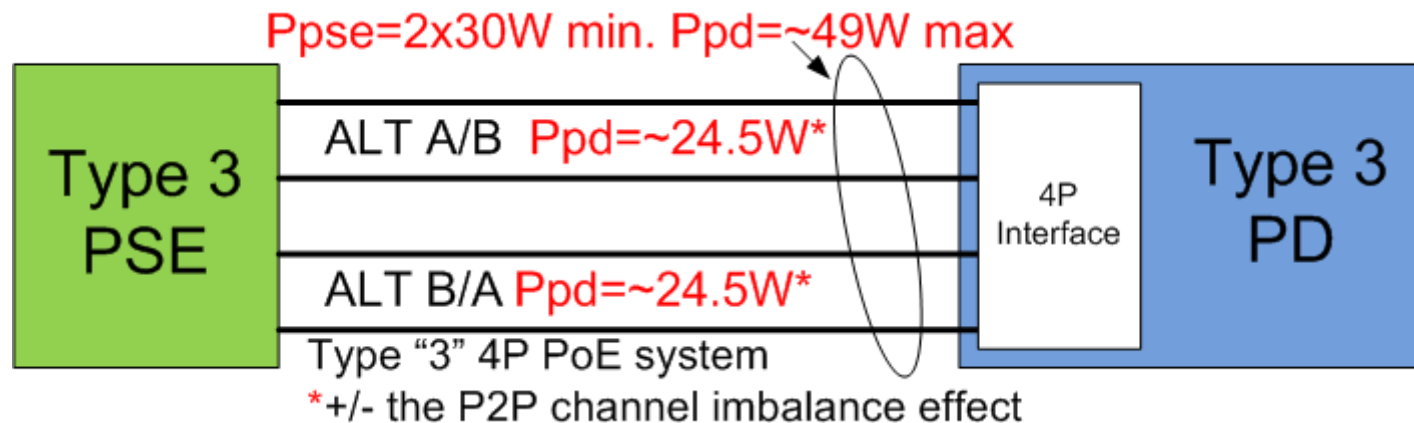 Ppse=2x30W min. Ppd=~49W max
Type 3
PSE
ALT A/B Ppd=~24.5W*
ALT B/A Ppd=~24.5W*
4P
Interface
Type 3
PD
Type “3” 4P PoE system
*+/- the P2P channel imbalance effect